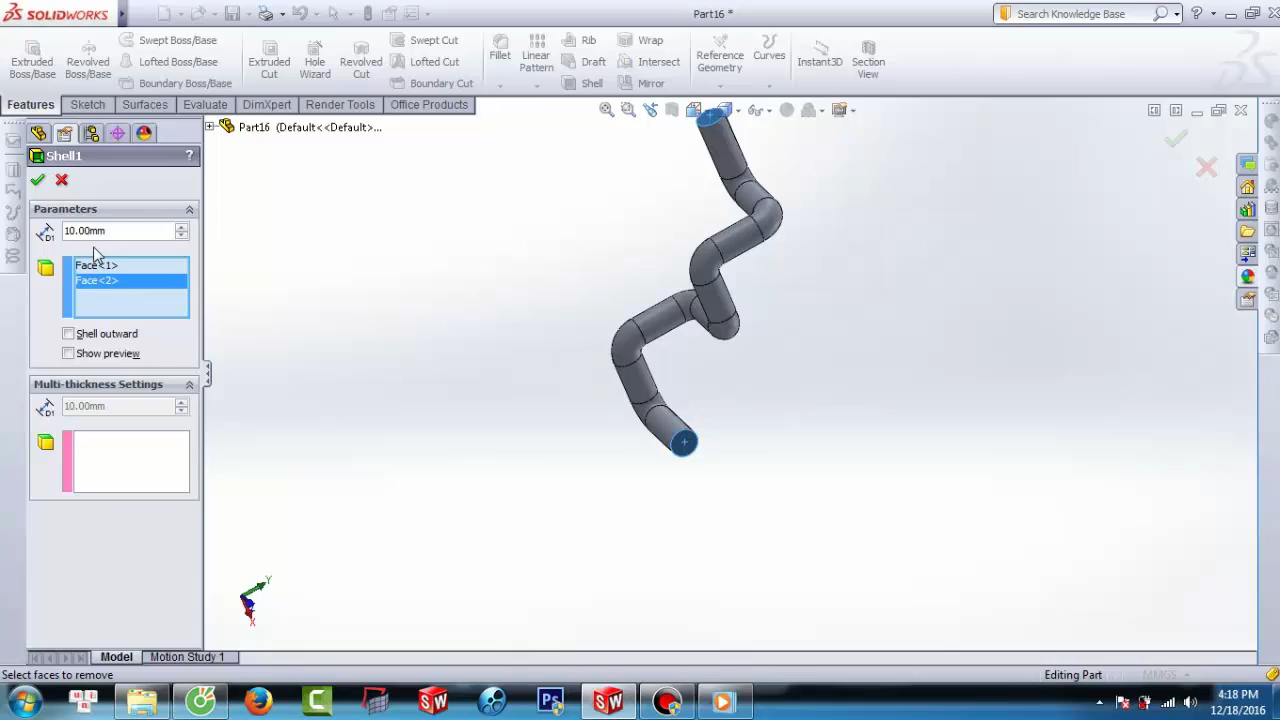 SOLIDWORKS
Part16 *
Search Knowledge Base
Extruded Boss/Base
Revolved Boss/Base
Swept Boss/Base
Lofted Boss/Base
Boundary Boss/Base
Extruded Cut
Hole Wizard
Revolved Cut
Swept Cut
Lofted Cut
Boundary Cut
Fillet
Linear Pattern
Rib
Draft
Shell
Wrap
Intersect
Mirror
Reference Geometry
Curves
Instant3D
Section View
Features
Sketch
Surfaces
Evaluate
DimXpert
Render Tools
Office Products
Part16 (Default<<Default>...
Shell1
?
Parameters
D1
10.00mm
Face<1>
Face<2>
Shell outward
Show preview
Multi-thickness Settings
D1
10.00mm
Y
X
Model
Motion Study 1
Select faces to remove
Editing Part
MMGS
4:18 PM
12/18/2016